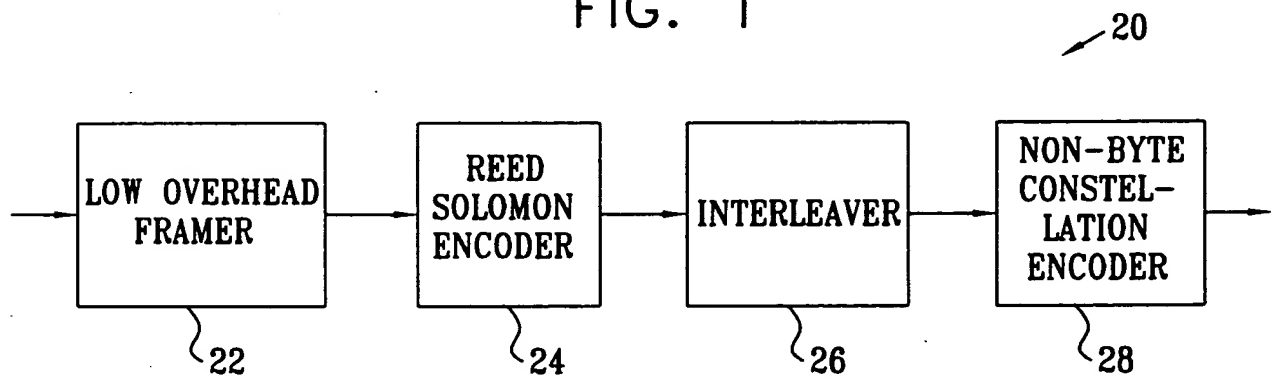 FIG. 1
20
LOW OVERHEAD
FRAMER
22
REED
SOLOMON
ENCODER
24
INTERLEAVER
26
NON-BYTE
CONSTEL-
LATION
ENCODER
28